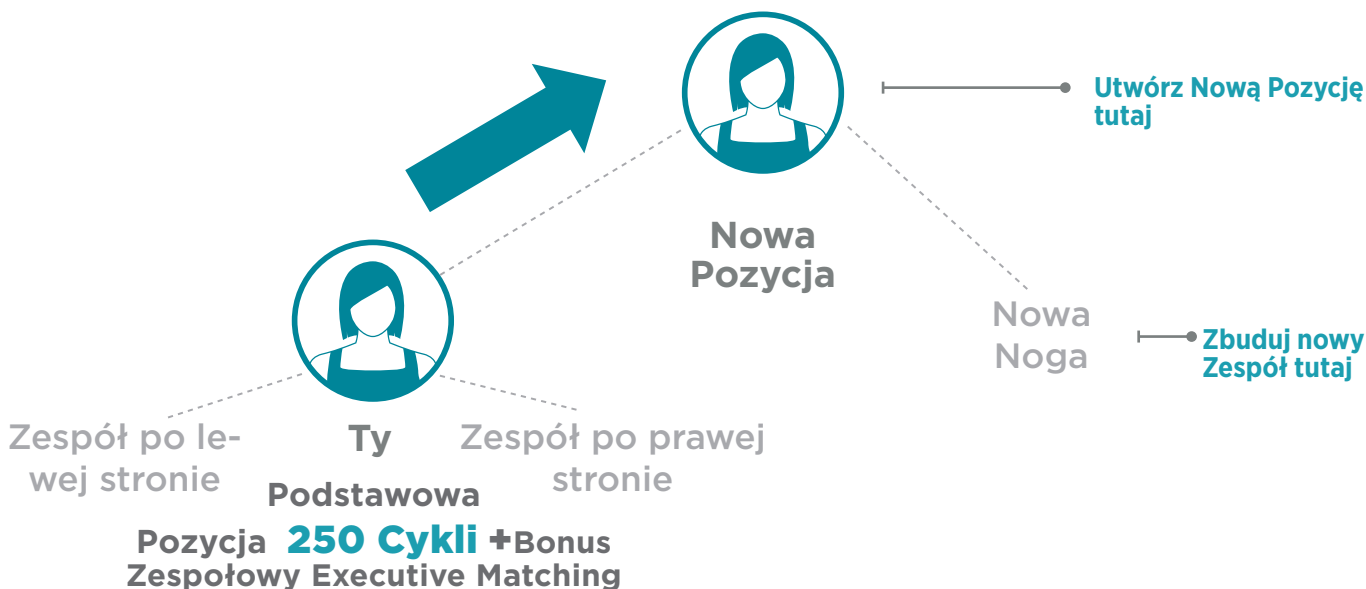 Utwórz Nową Pozycję
tutaj
Nowa
Pozycja
Nowa
Noga
Zbuduj nowy
Zespół tutaj
Zespół po le-
wej stronie
Ty
Zespół po prawej
stronie
Podstawowa
Pozycja 250 Cykli +Bonus
Zespołowy Executive Matching